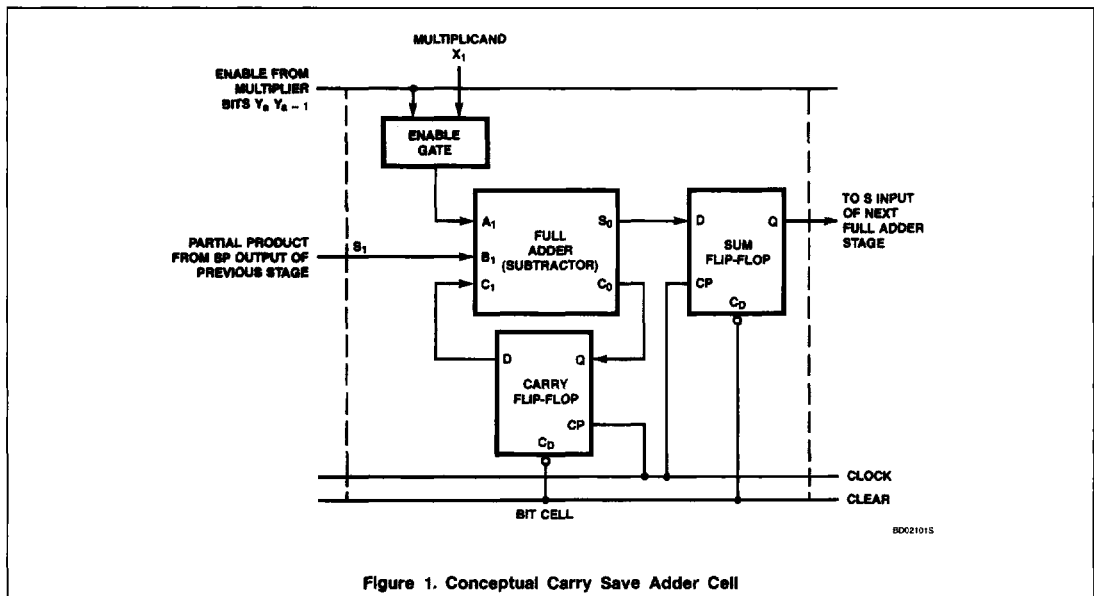 MULTIPLICAND
X1
ENABLE FROM
MULTIPLIER
BITS Ya Ya – 1
ENABLE
GATE
A1
B1
C1
FULL
ADDER
(SUBTRACTOR)
S0
C0
D
Q
SUM
FLIP-FLOP
CP
CD
TO S INPUT
OF NEXT
FULL ADDER
STAGE
PARTIAL PRODUCT
FROM SP OUTPUT OF
PREVIOUS STAGE
S1
D
Q
CARRY
FLIP-FLOP
CP
CD
CLOCK
CLEAR
BIT CELL
BD02101S
Figure 1. Conceptual Carry Save Adder Cell